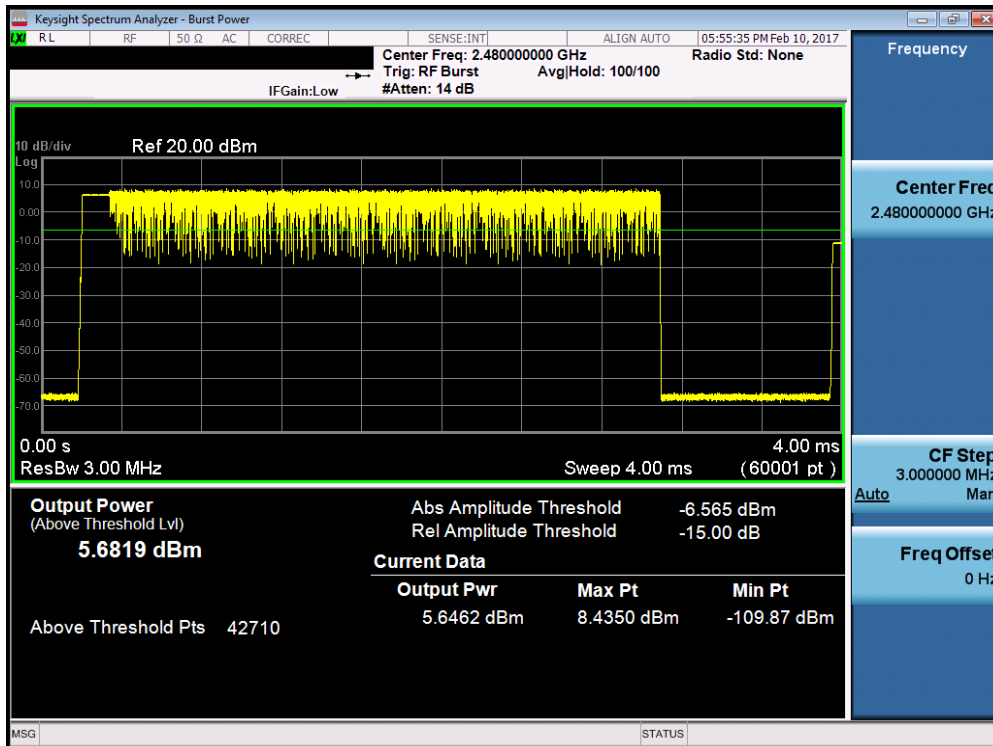 Keysight Spectrum Analyzer - Burst Power
LXI RL RF 50 Ω AC CORREC SENSE:INT ALIGN AUTO 05:55:35 PM Feb 10, 2017
Center Freq: 2.480000000 GHz Radio Std: None
Trig: RF Burst Avg|Hold: 100/100
IFGain:Low #Atten: 14 dB
10 dB/div Ref 20.00 dBm
Log
10.0
0.00
-10.0
-20.0
-30.0
-40.0
-50.0
-60.0
-70.0
0.00 s 4.00 ms
ResBw 3.00 MHz Sweep 4.00 ms (60001 pt)
Output Power
(Above Threshold Lvl)
5.6819 dBm
Above Threshold Pts 42710
Abs Amplitude Threshold -6.565 dBm
Rel Amplitude Threshold -15.00 dB
Current Data
Output Pwr Max Pt Min Pt
5.6462 dBm 8.4350 dBm -109.87 dBm
Frequency
Center Freq
2.480000000 GHz
CF Step
3.000000 MHz
Auto Man
Freq Offset
0 Hz
MSG STATUS